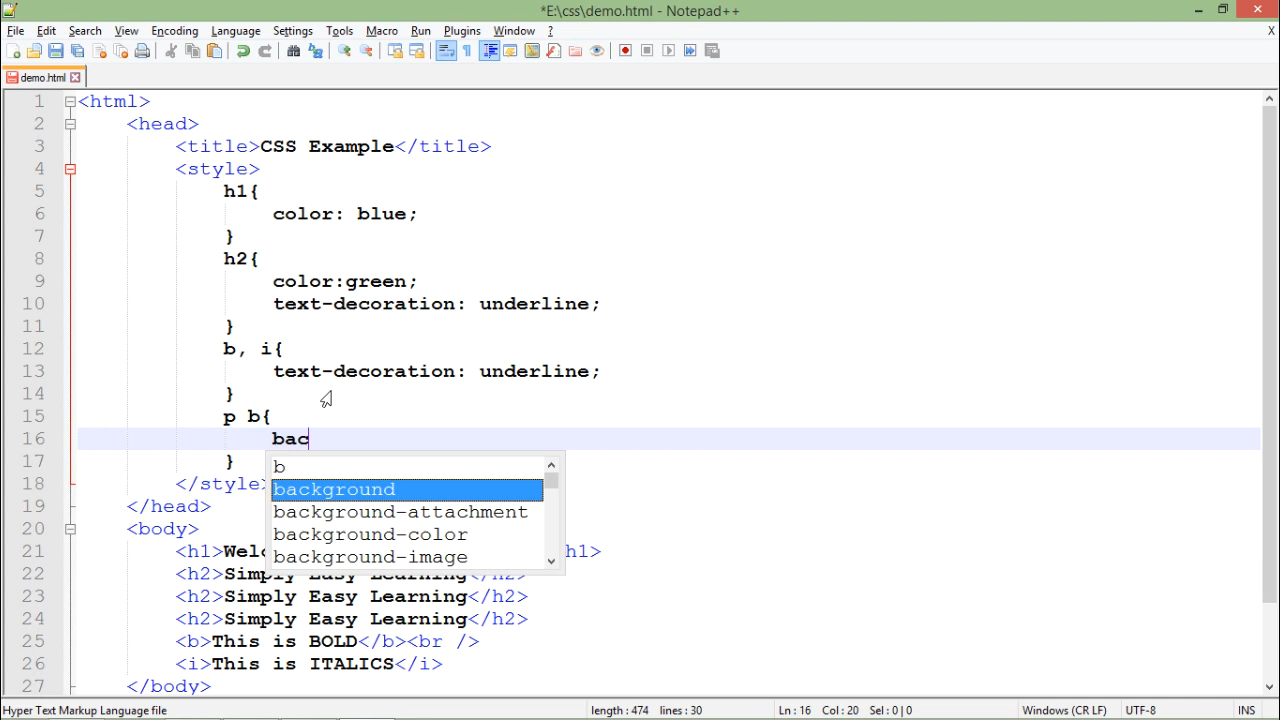 *E:\css\demo.html - Notepad++
File Edit Search View Encoding Language Settings Tools Macro Run Plugins Window ? X
demo.html
1 <html>
2 <head>
3 <title>CSS Example</title>
4 <style>
5 h1{
6 color: blue;
7 }
8 h2{
9 color:green;
10 text-decoration: underline;
11 }
12 b, i{
13 text-decoration: underline;
14 }
15 p b{
16 bac
17 }
b
background
background-attachment
background-color
background-image
18 </style
19 </head>
20 <body>
21 <h1>Welc h1>
22 <h2>Simply Easy Learning</h2>
23 <h2>Simply Easy Learning</h2>
24 <h2>Simply Easy Learning</h2>
25 <b>This is BOLD</b><br />
26 <i>This is ITALICS</i>
27 </body>
Hyper Text Markup Language file length : 474 lines : 30 Ln : 16 Col : 20 Sel : 0 | 0 Windows (CR LF) UTF-8 INS